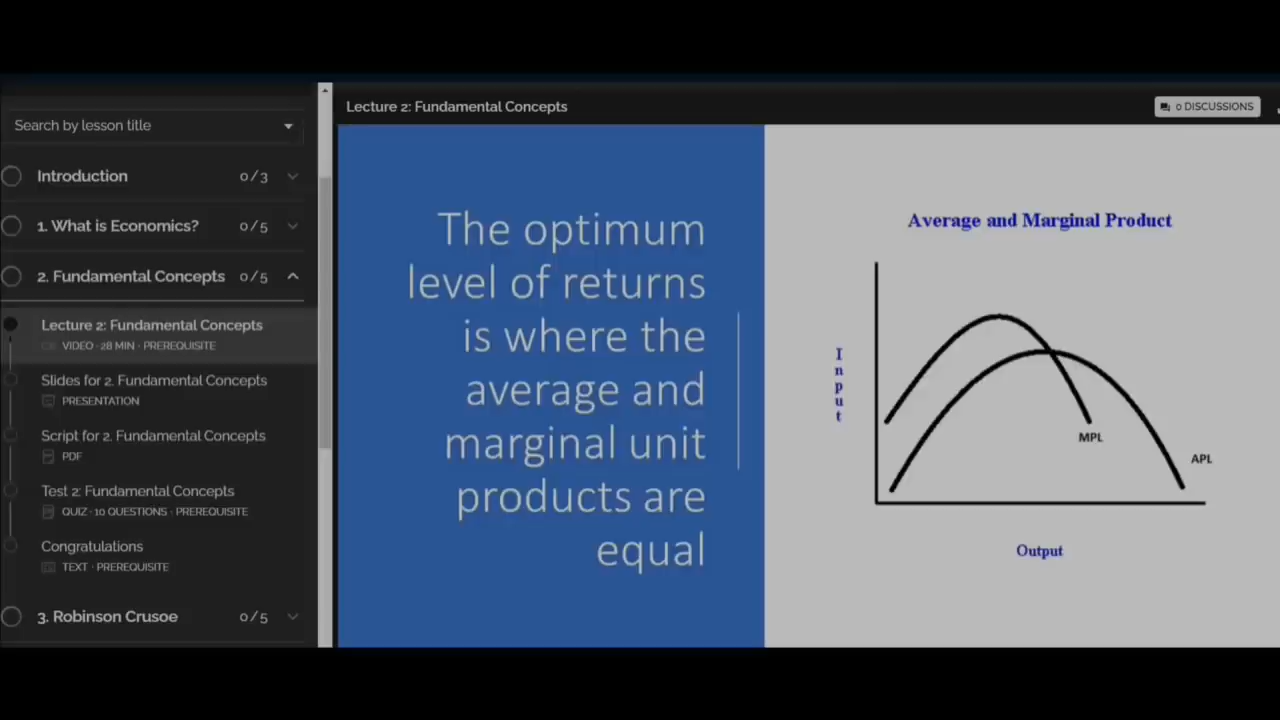 Search by lesson title
Introduction 0/3
1. What is Economics? 0/5
2. Fundamental Concepts 0/5
Lecture 2: Fundamental Concepts
VIDEO · 28 MIN · PREREQUISITE
Slides for 2. Fundamental Concepts
PRESENTATION
Script for 2. Fundamental Concepts
PDF
Test 2: Fundamental Concepts
QUIZ · 10 QUESTIONS · PREREQUISITE
Congratulations
TEXT · PREREQUISITE
3. Robinson Crusoe 0/5
Lecture 2: Fundamental Concepts
0 DISCUSSIONS
The optimum
level of returns
is where the
average and
marginal unit
products are
equal
Average and Marginal Product
Input
MPL
APL
Output